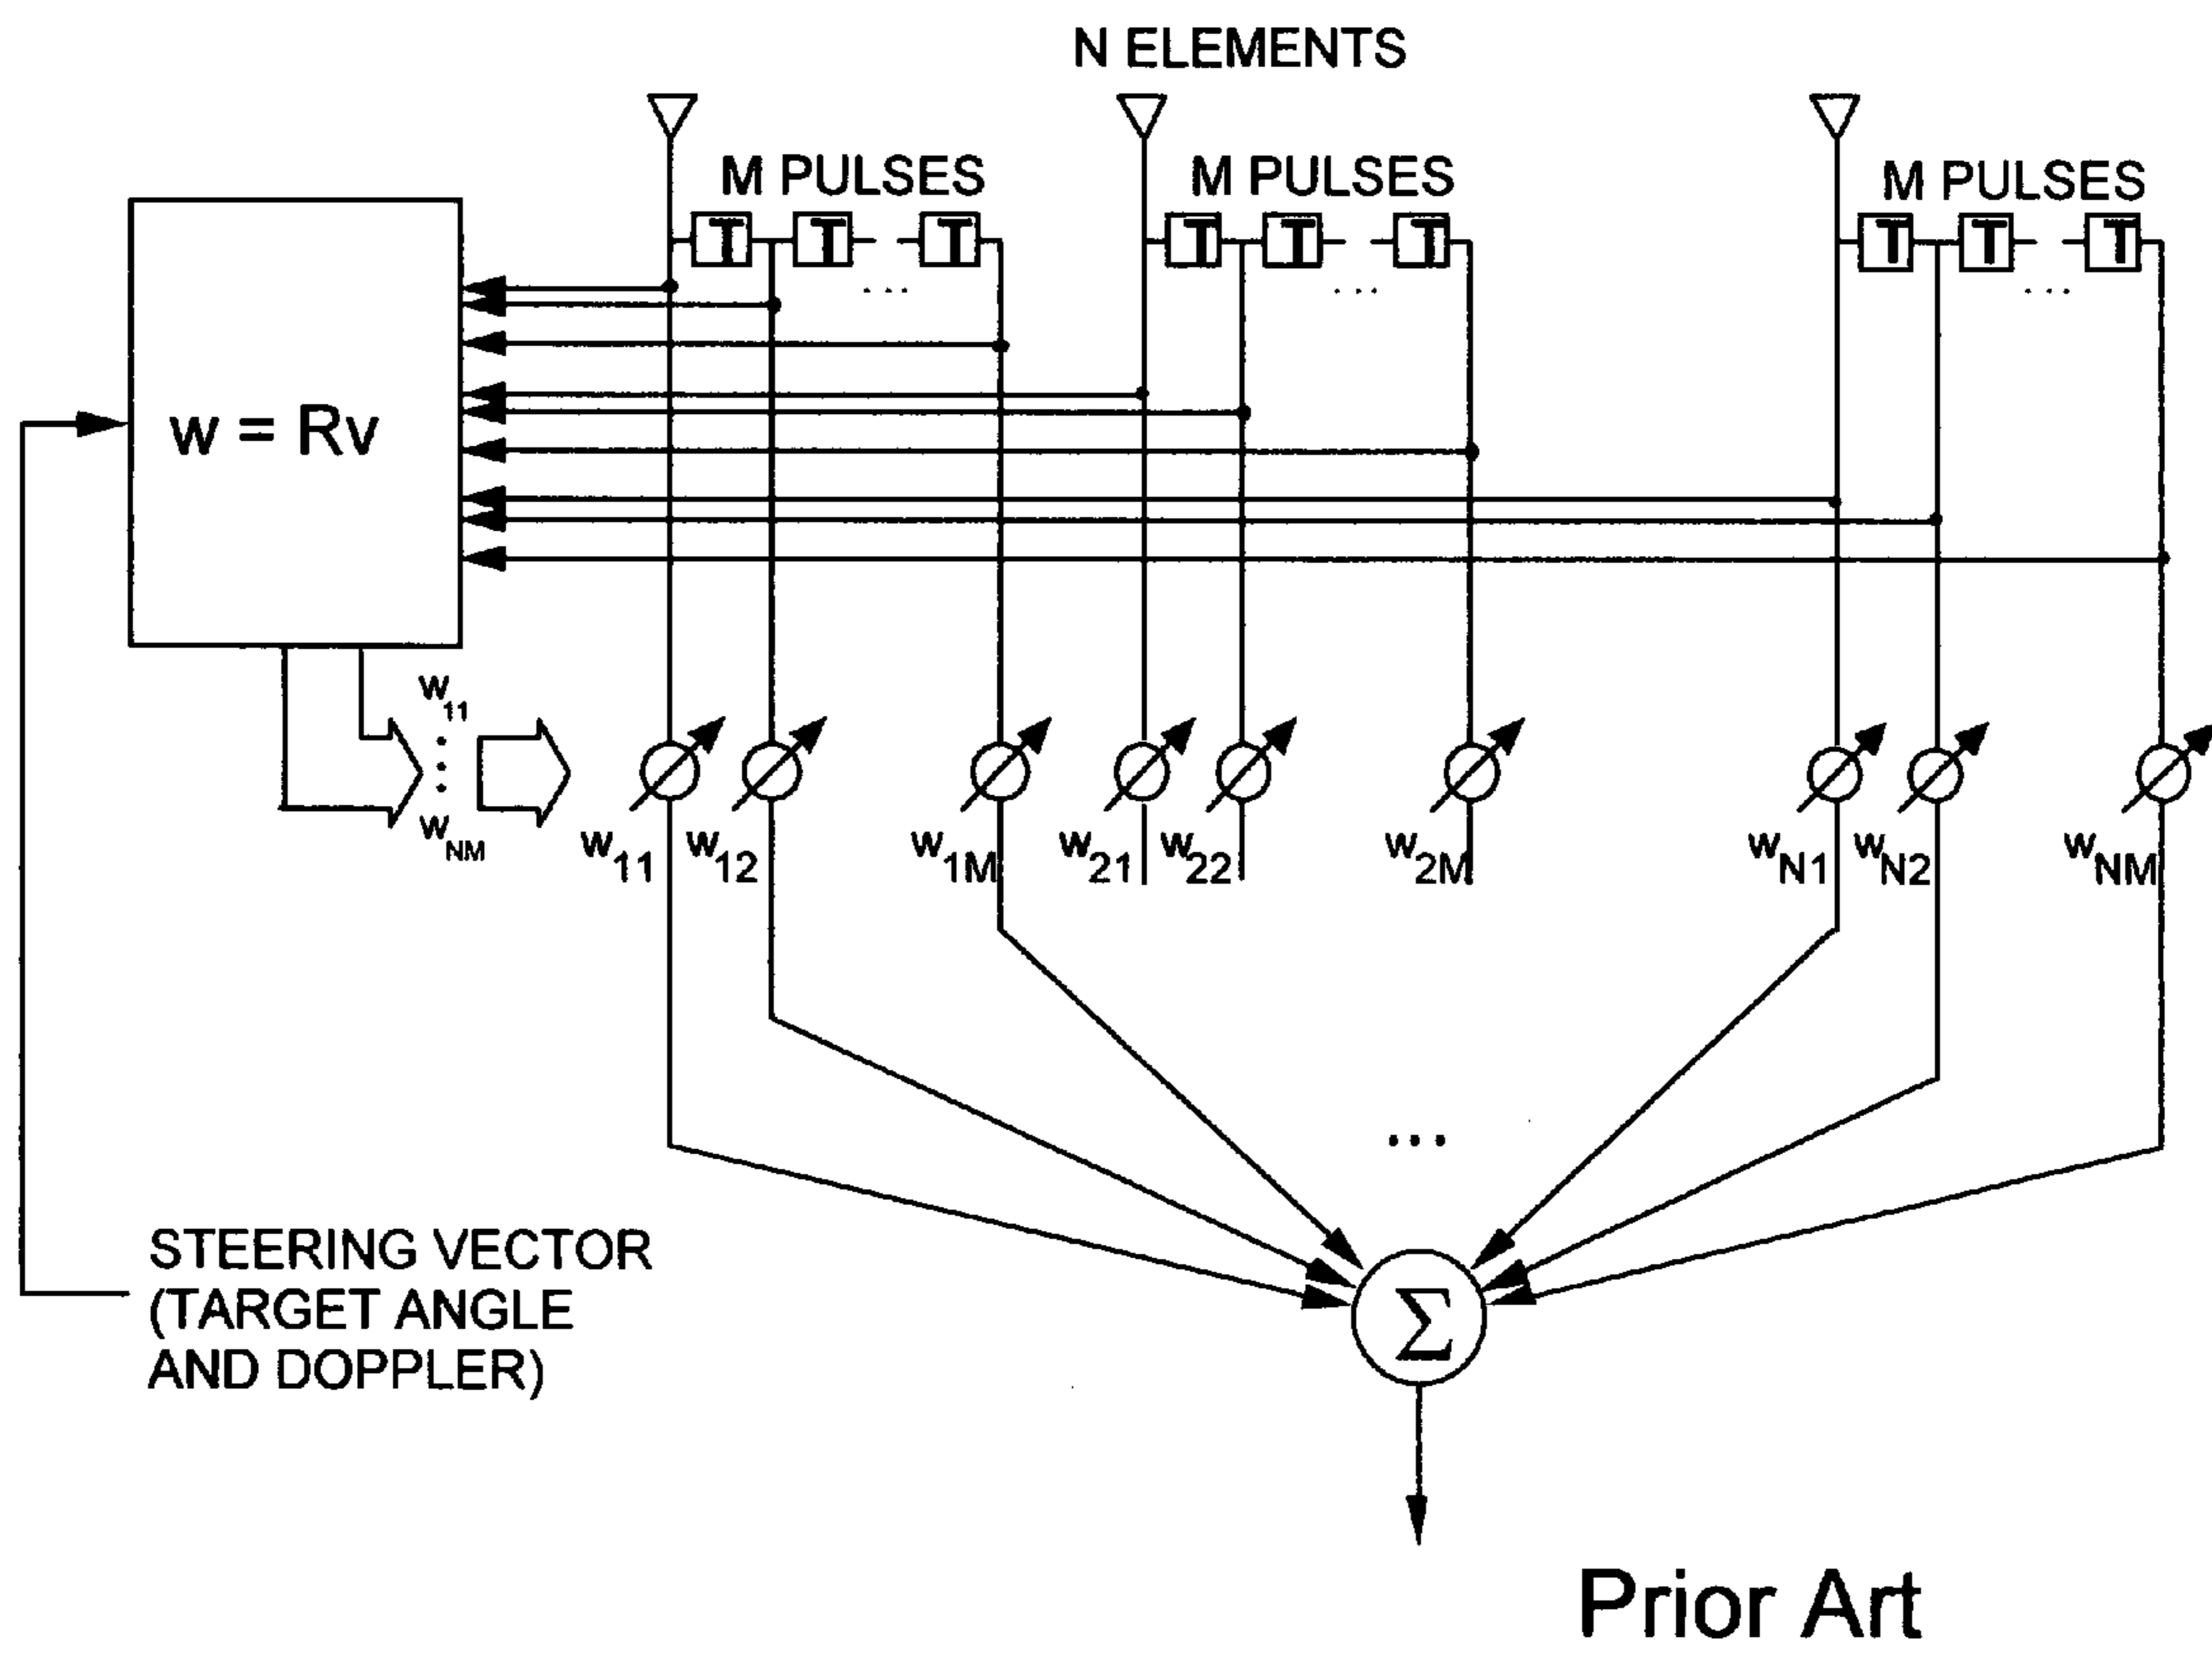 N ELEMENTS
M PULSES M PULSES M PULSES
T T T T T T T T T
... ... ...
w = Rv
w11
wNM
w11 w12 w1M w21 w22 w2M wN1 wN2 wNM
...
STEERING VECTOR
(TARGET ANGLE
AND DOPPLER)
Σ
Prior Art